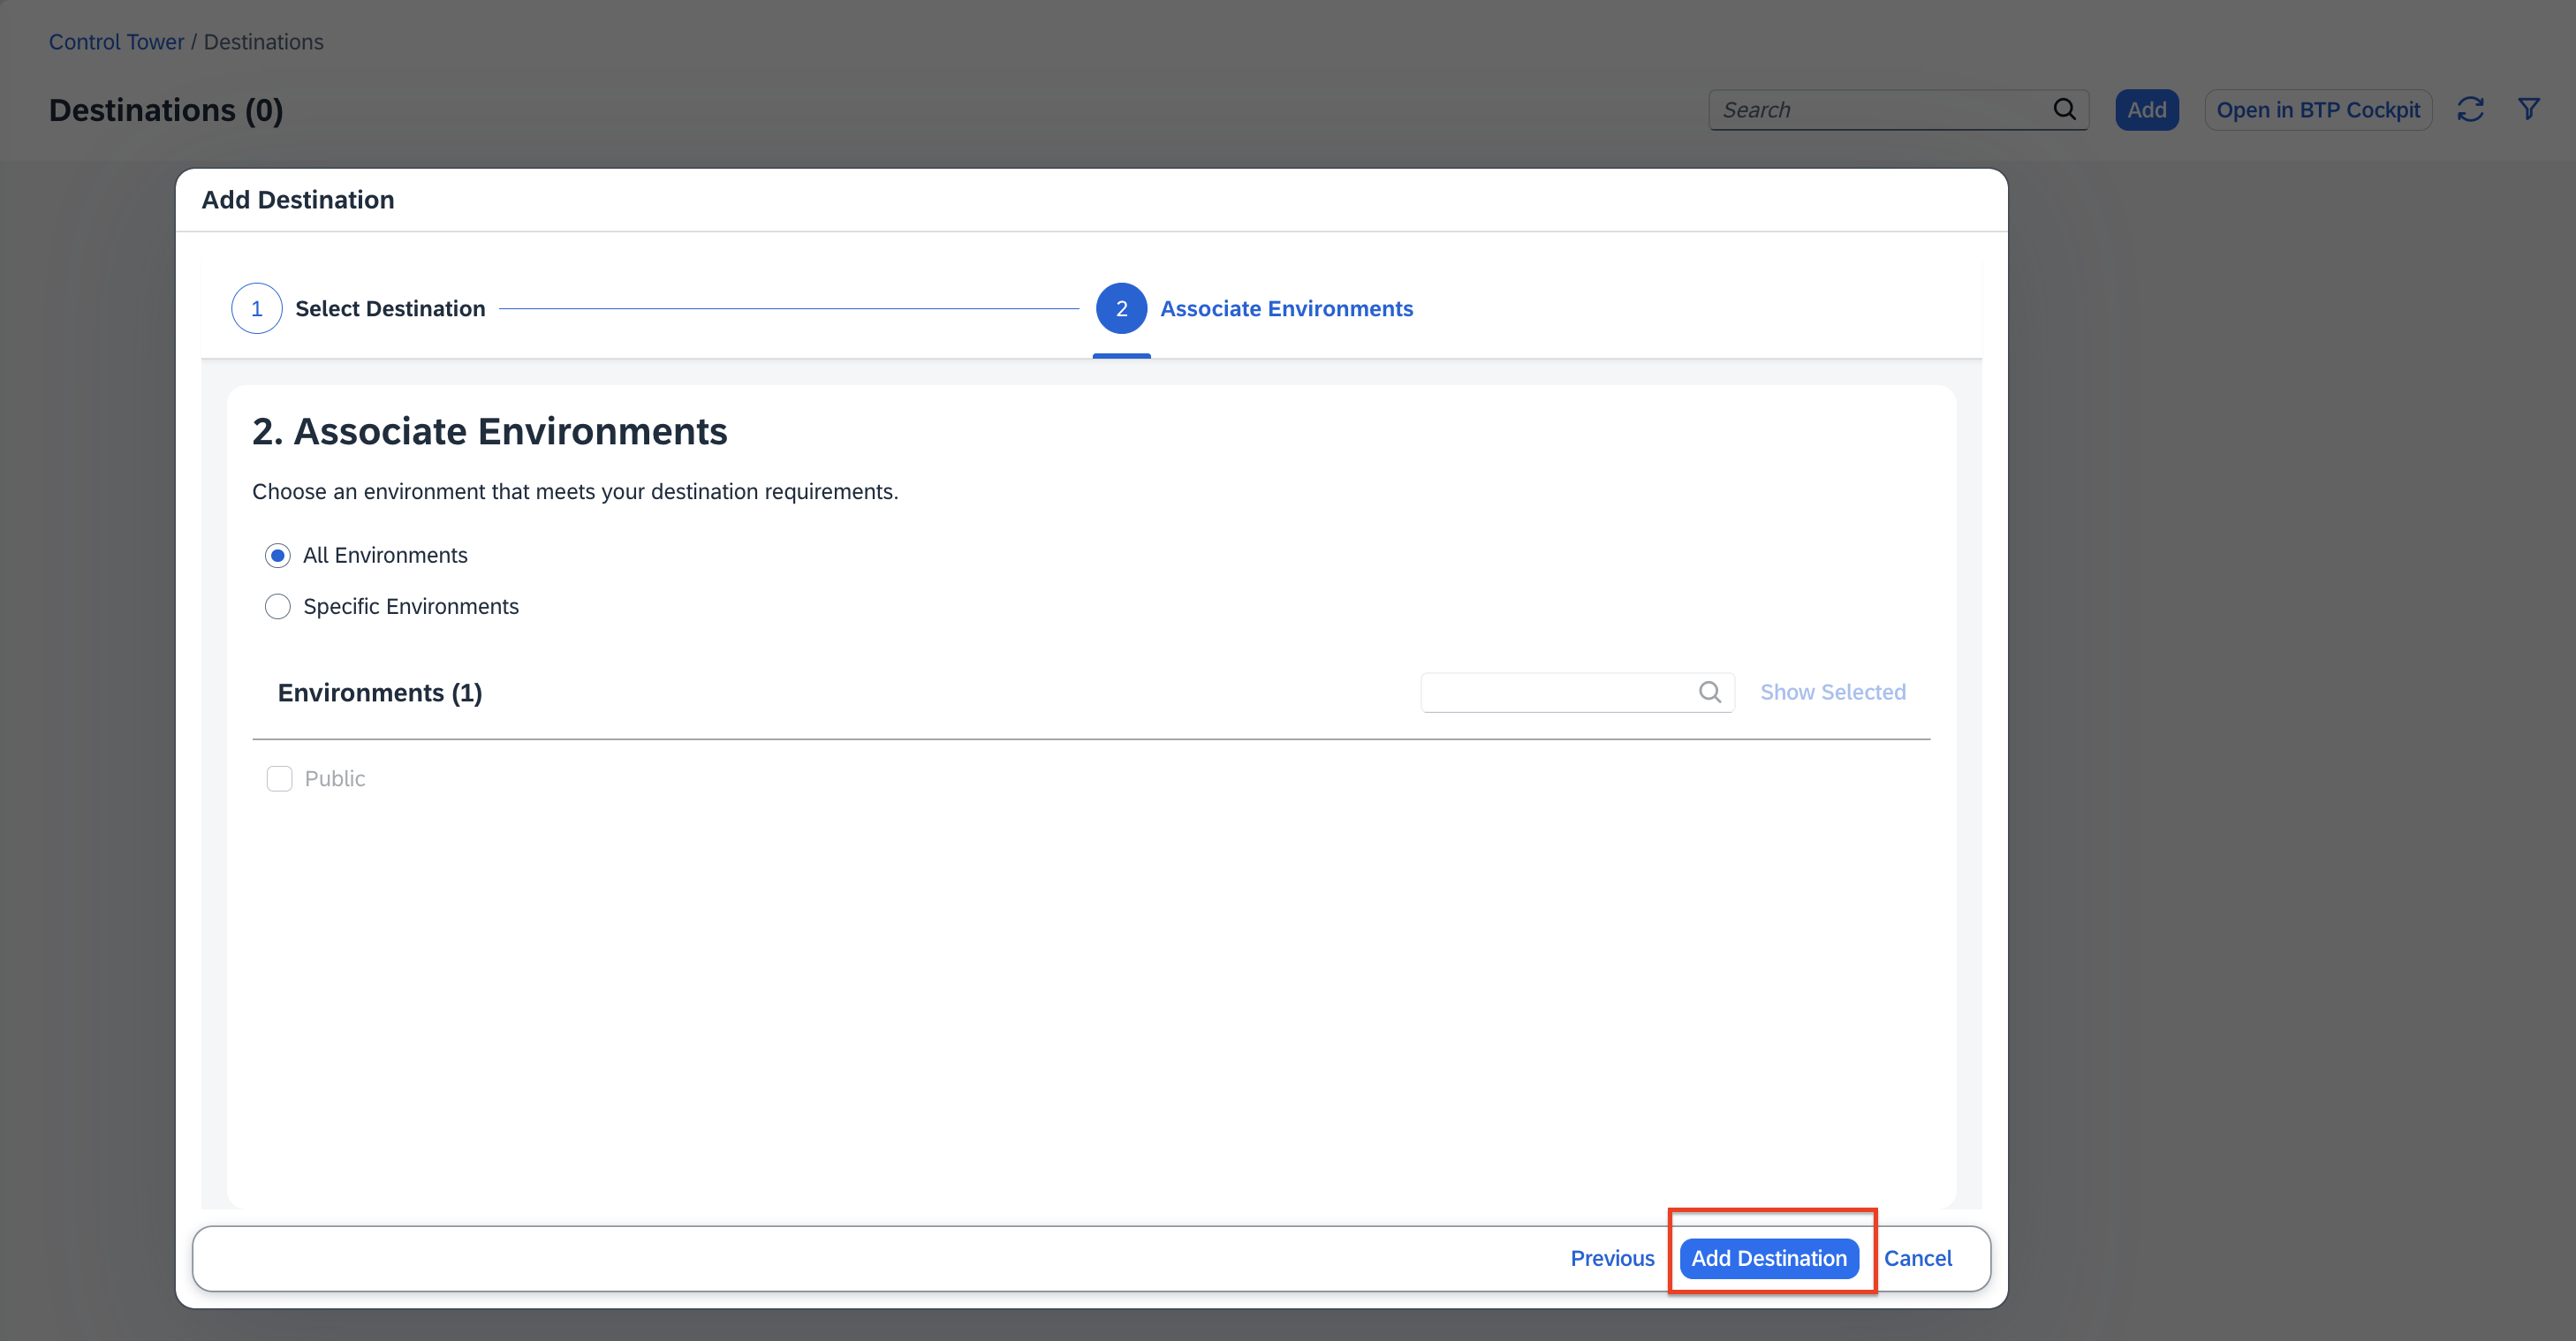 Control Tower / Destinations
Destinations (0)
Search
Add
Open in BTP Cockpit
Add Destination
1 Select Destination
2 Associate Environments
2. Associate Environments
Choose an environment that meets your destination requirements.
All Environments
Specific Environments
Environments (1)
Show Selected
Public
Previous
Add Destination
Cancel